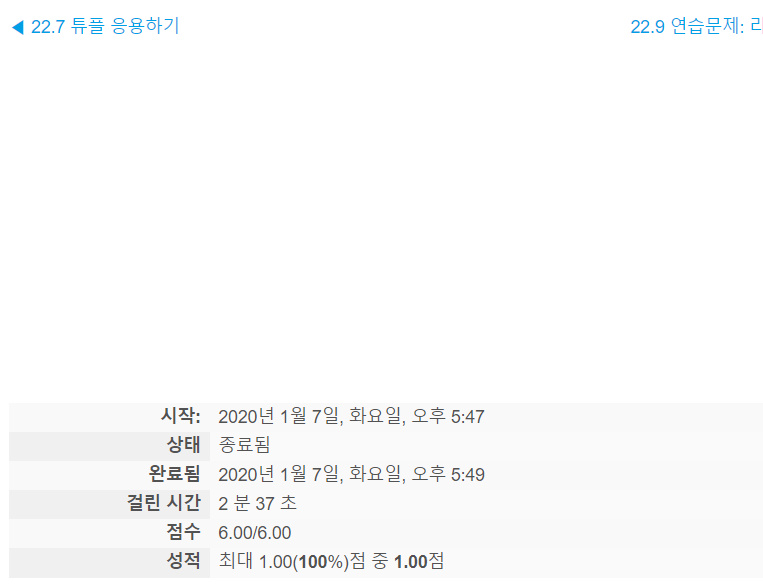 ◀ 22.7 튜플 응용하기
22.9 연습문제:
시작: 2020년 1월 7일, 화요일, 오후 5:47
상태 종료됨
완료됨 2020년 1월 7일, 화요일, 오후 5:49
걸린 시간 2 분 37 초
점수 6.00/6.00
성적 최대 1.00(100%)점 중 1.00점